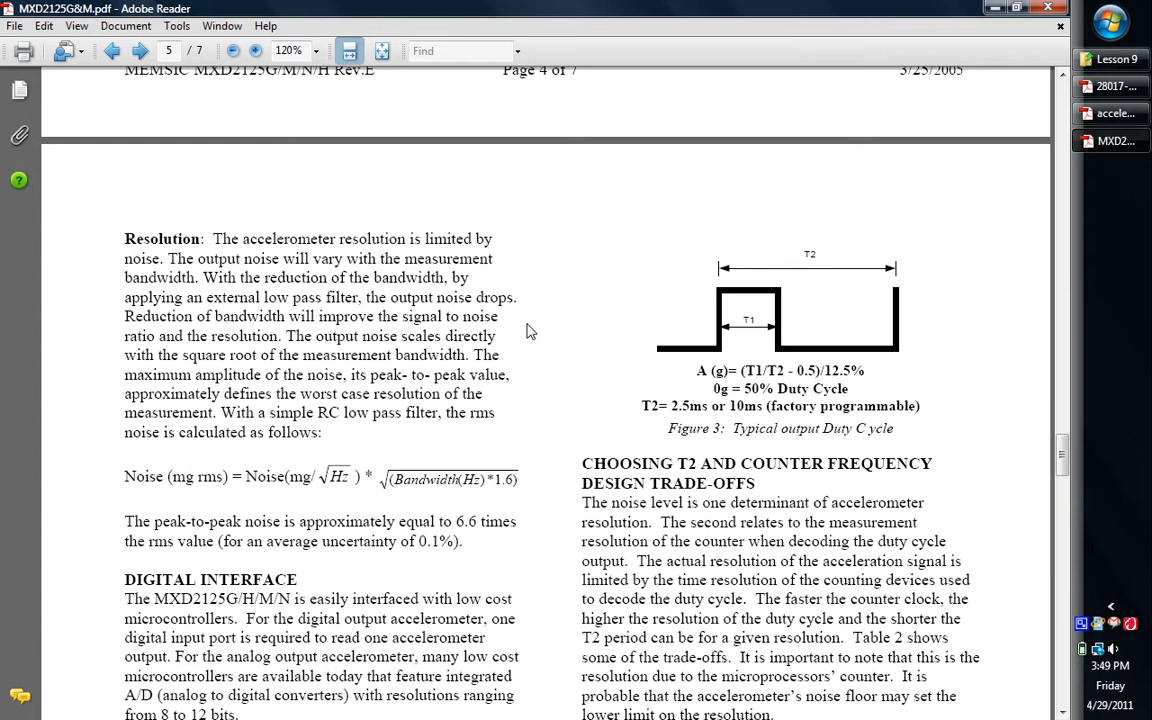 MXD2125G&M.pdf - Adobe Reader
File Edit View Document Tools Window Help
5 / 7 120% Find
MEMSIC MXD2125G/M/N/H Rev.E Page 4 of 7 3/25/2005
Resolution: The accelerometer resolution is limited by
noise. The output noise will vary with the measurement
bandwidth. With the reduction of the bandwidth, by
applying an external low pass filter, the output noise drops.
Reduction of bandwidth will improve the signal to noise
ratio and the resolution. The output noise scales directly
with the square root of the measurement bandwidth. The
maximum amplitude of the noise, its peak- to- peak value,
approximately defines the worst case resolution of the
measurement. With a simple RC low pass filter, the rms
noise is calculated as follows:
Noise (mg rms) = Noise(mg/√Hz ) * √(Bandwidth(Hz)*1.6)
The peak-to-peak noise is approximately equal to 6.6 times
the rms value (for an average uncertainty of 0.1%).
DIGITAL INTERFACE
The MXD2125G/H/M/N is easily interfaced with low cost
microcontrollers. For the digital output accelerometer, one
digital input port is required to read one accelerometer
output. For the analog output accelerometer, many low cost
microcontrollers are available today that feature integrated
A/D (analog to digital converters) with resolutions ranging
from 8 to 12 bits.
T2
T1
A (g)= (T1/T2 - 0.5)/12.5%
0g = 50% Duty Cycle
T2= 2.5ms or 10ms (factory programmable)
Figure 3: Typical output Duty C ycle
CHOOSING T2 AND COUNTER FREQUENCY
DESIGN TRADE-OFFS
The noise level is one determinant of accelerometer
resolution. The second relates to the measurement
resolution of the counter when decoding the duty cycle
output. The actual resolution of the acceleration signal is
limited by the time resolution of the counting devices used
to decode the duty cycle. The faster the counter clock, the
higher the resolution of the duty cycle and the shorter the
T2 period can be for a given resolution. Table 2 shows
some of the trade-offs. It is important to note that this is the
resolution due to the microprocessors' counter. It is
probable that the accelerometer's noise floor may set the
lower limit on the resolution.
Lesson 9
28017-...
accele...
MXD2...
3:49 PM
Friday
4/29/2011